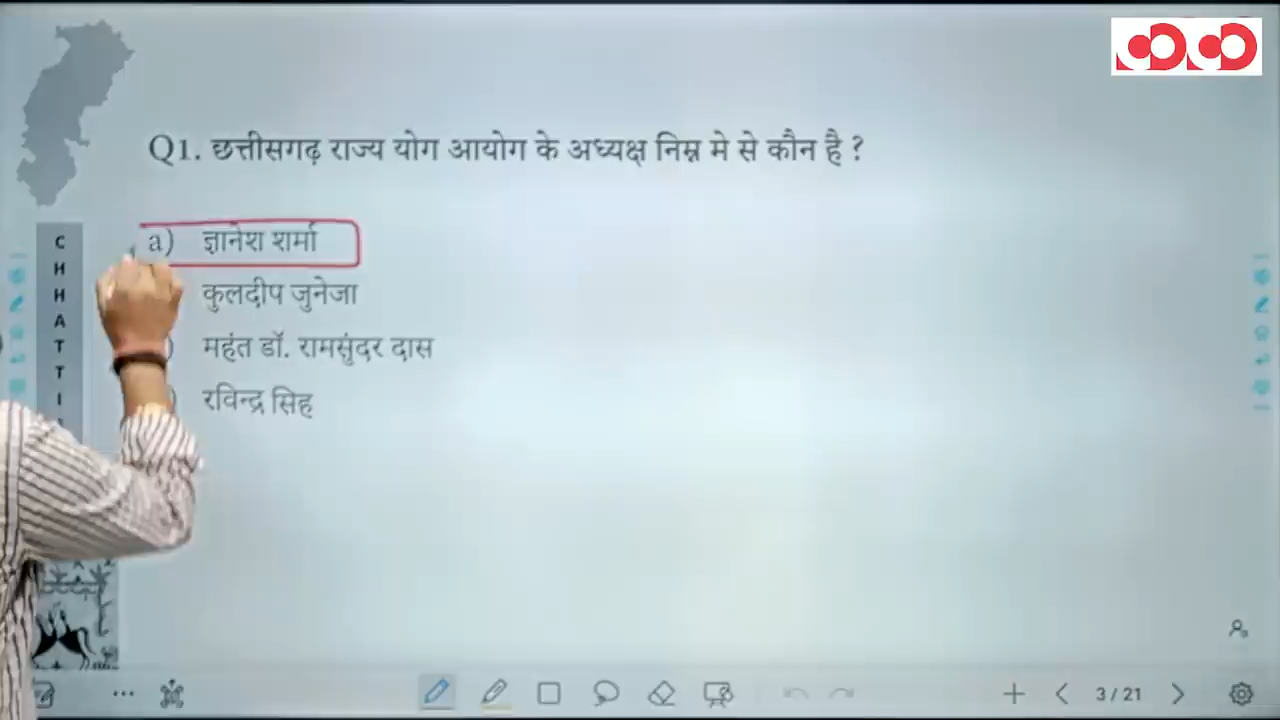 Q1. छत्तीसगढ़ राज्य योग आयोग के अध्यक्ष निम्न मे से कौन है ?
a) ज्ञानेश शर्मा
कुलदीप जुनेजा
) महंत डॉ. रामसुंदर दास
) रविन्द्र सिह
C
H
H
A
T
T
I
3 / 21